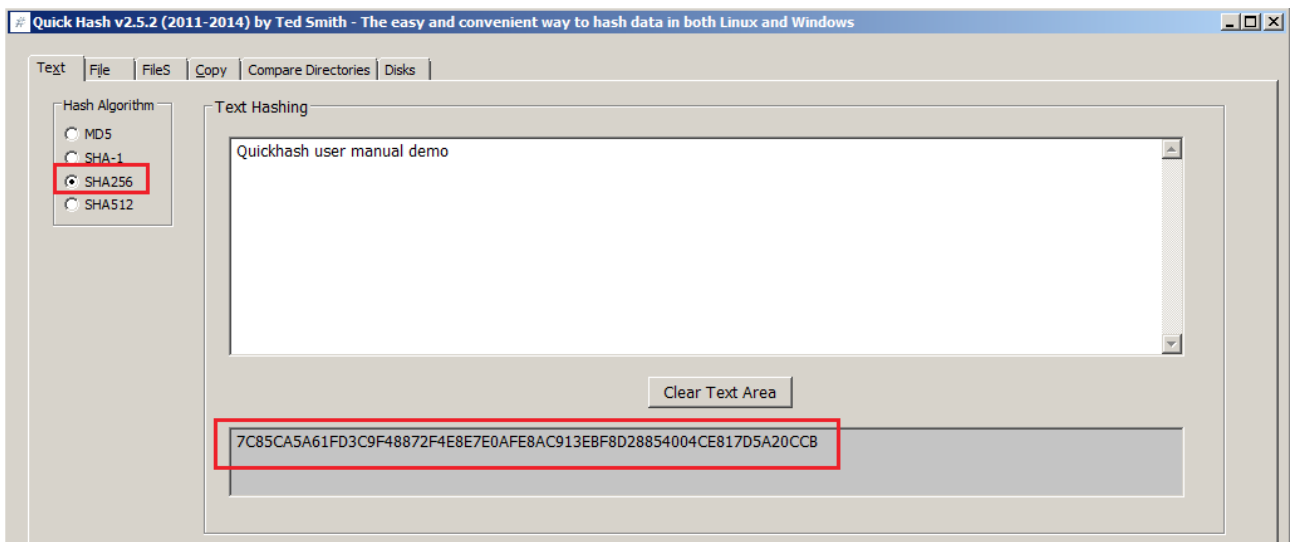 Quick Hash v2.5.2 (2011-2014) by Ted Smith - The easy and convenient way to hash data in both Linux and Windows
Text File FileS Copy Compare Directories Disks
Hash Algorithm
MD5
SHA-1
SHA256
SHA512
Text Hashing
Quickhash user manual demo
Clear Text Area
7C85CA5A61FD3C9F48872F4E8E7E0AFE8AC913EBF8D28854004CE817D5A20CCB